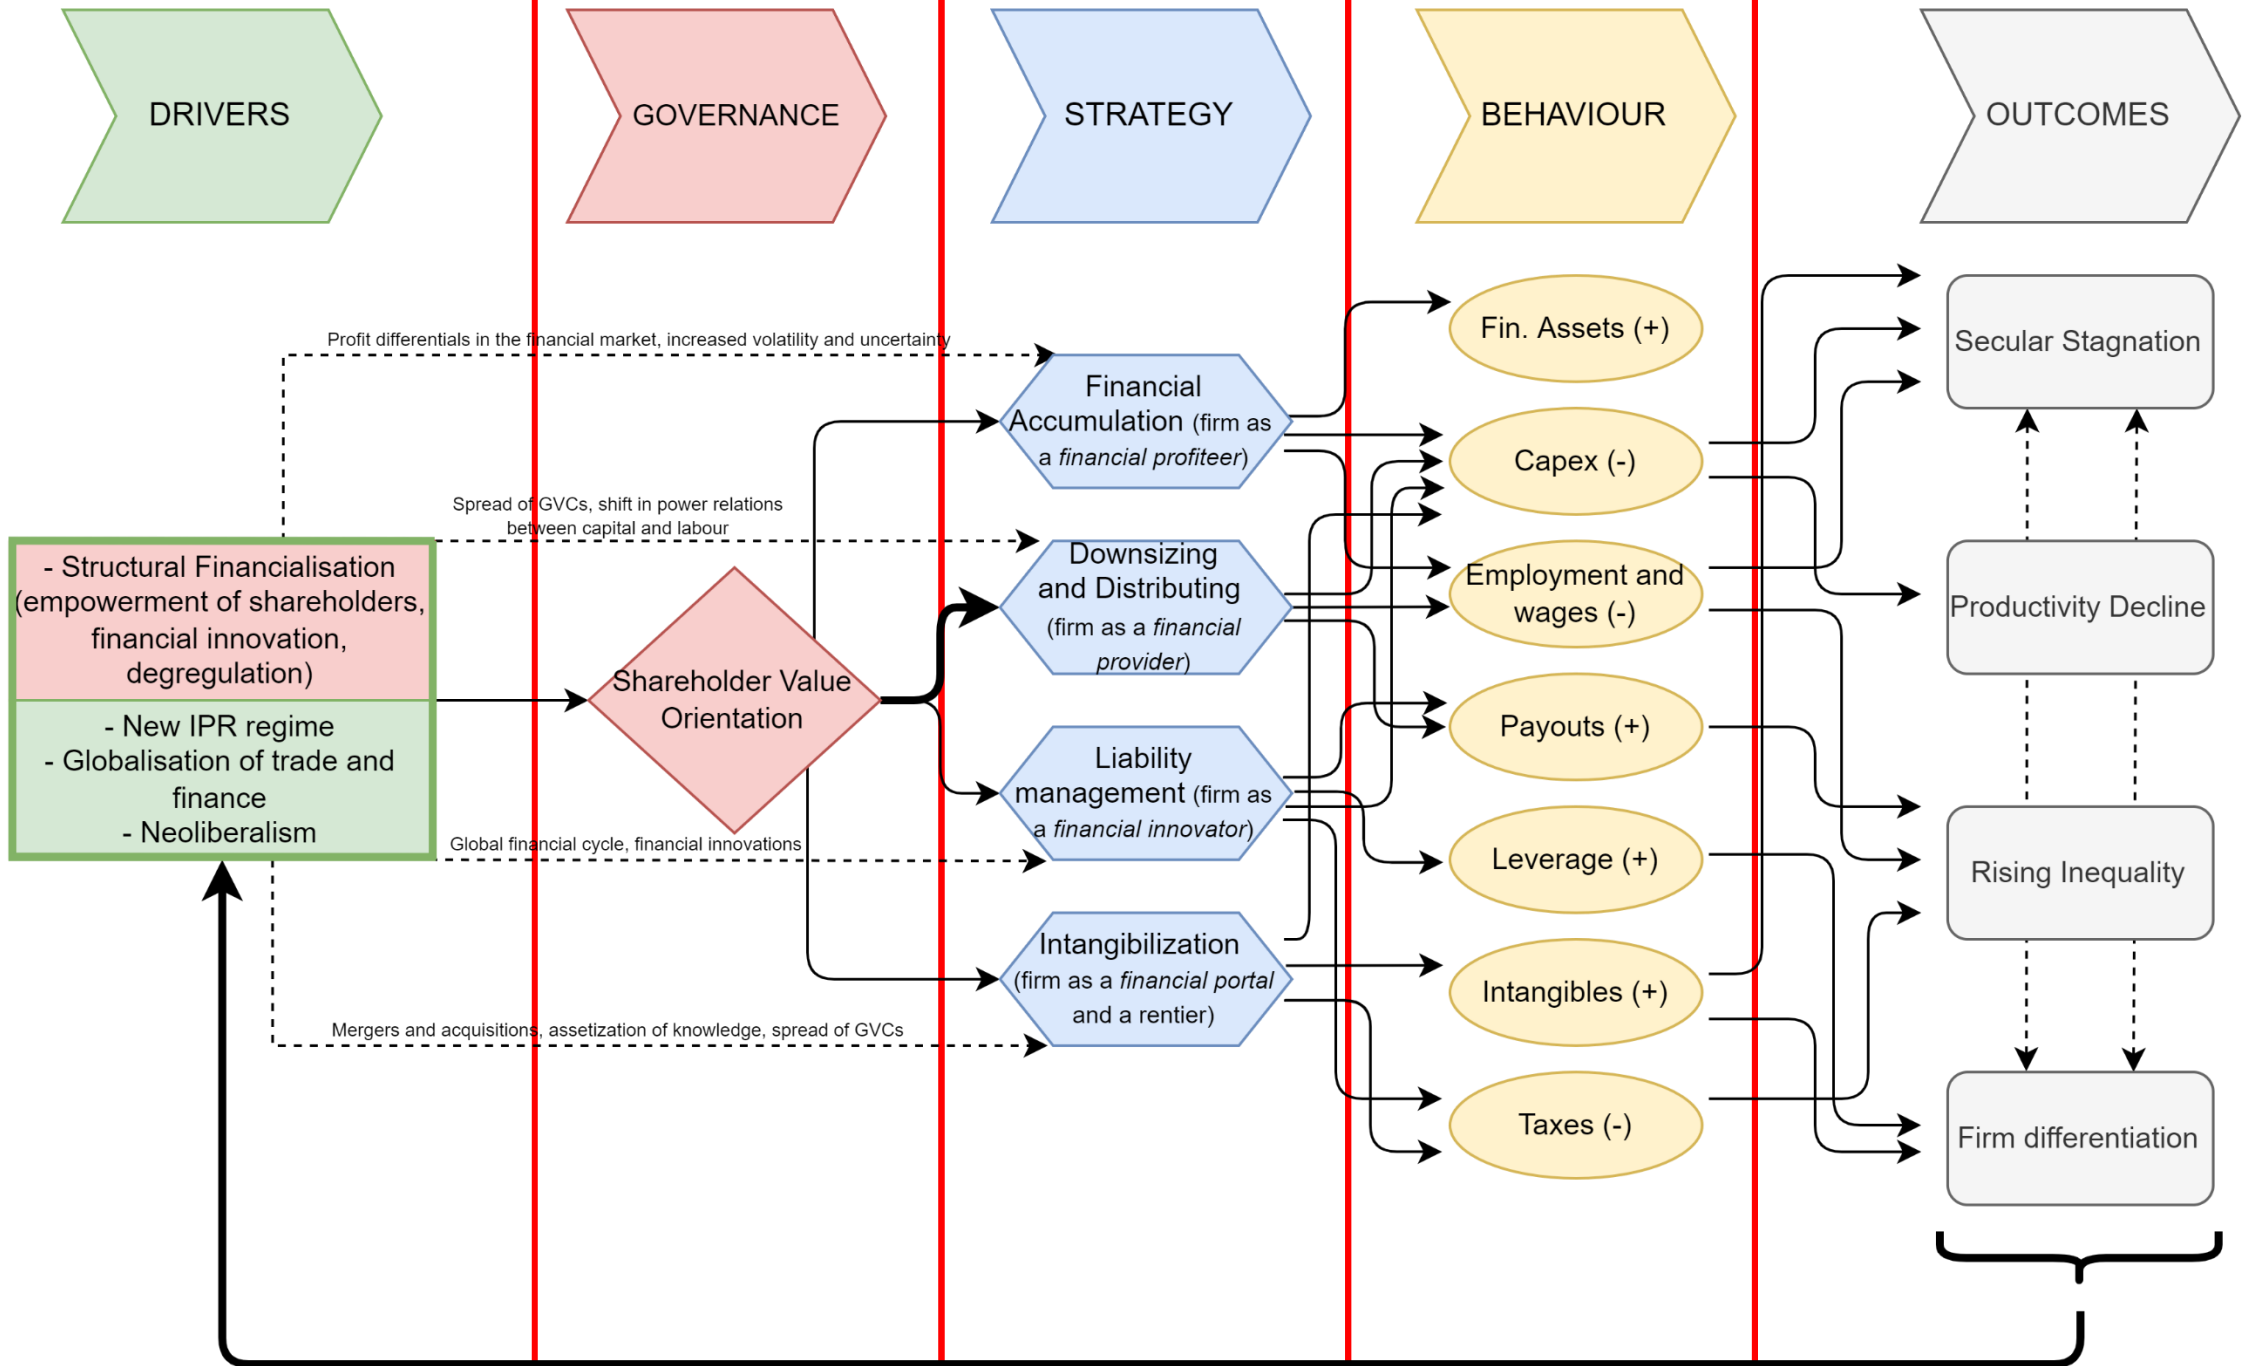 DRIVERS
GOVERNANCE
STRATEGY
BEHAVIOUR
OUTCOMES
Profit differentials in the financial market, increased volatility and uncertainty
Spread of GVCs, shift in power relations
between capital and labour
- Structural Financialisation
(empowerment of shareholders,
financial innovation,
degregulation)
- New IPR regime
- Globalisation of trade and
finance
- Neoliberalism
Global financial cycle, financial innovations
Mergers and acquisitions, assetization of knowledge, spread of GVCs
Shareholder Value
Orientation
Financial
Accumulation (firm as
a financial profiteer)
Downsizing
and Distributing
(firm as a financial
provider)
Liability
management (firm as
a financial innovator)
Intangibilization
(firm as a financial portal
and a rentier)
Fin. Assets (+)
Capex (-)
Employment and
wages (-)
Payouts (+)
Leverage (+)
Intangibles (+)
Taxes (-)
Secular Stagnation
Productivity Decline
Rising Inequality
Firm differentiation